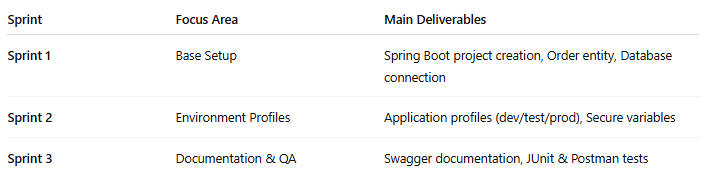 Sprint Focus Area Main Deliverables
Sprint 1 Base Setup Spring Boot project creation, Order entity, Database
connection
Sprint 2 Environment Profiles Application profiles (dev/test/prod), Secure variables
Sprint 3 Documentation & QA Swagger documentation, JUnit & Postman tests